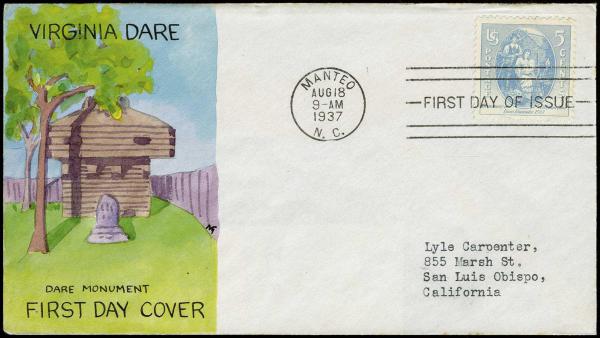 VIRGINIA DARE
DARE MONUMENT
FIRST DAY COVER
MANTEO
AUG 18
9-AM
1937
N. C.
FIRST DAY OF ISSUE
US
POSTAGE
5
CENTS
Lyle Carpenter,
855 Marsh St.
San Luis Obispo,
California